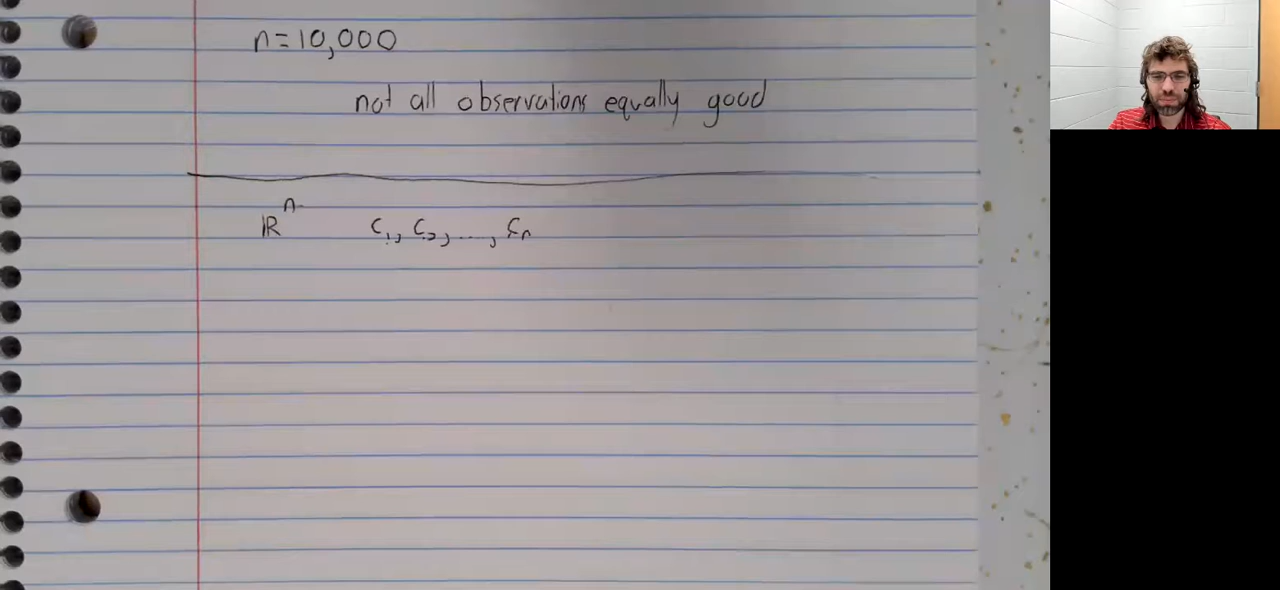 n=10,000
not all observations equally good
ℝⁿ c₁, c₂, ..., cₙ